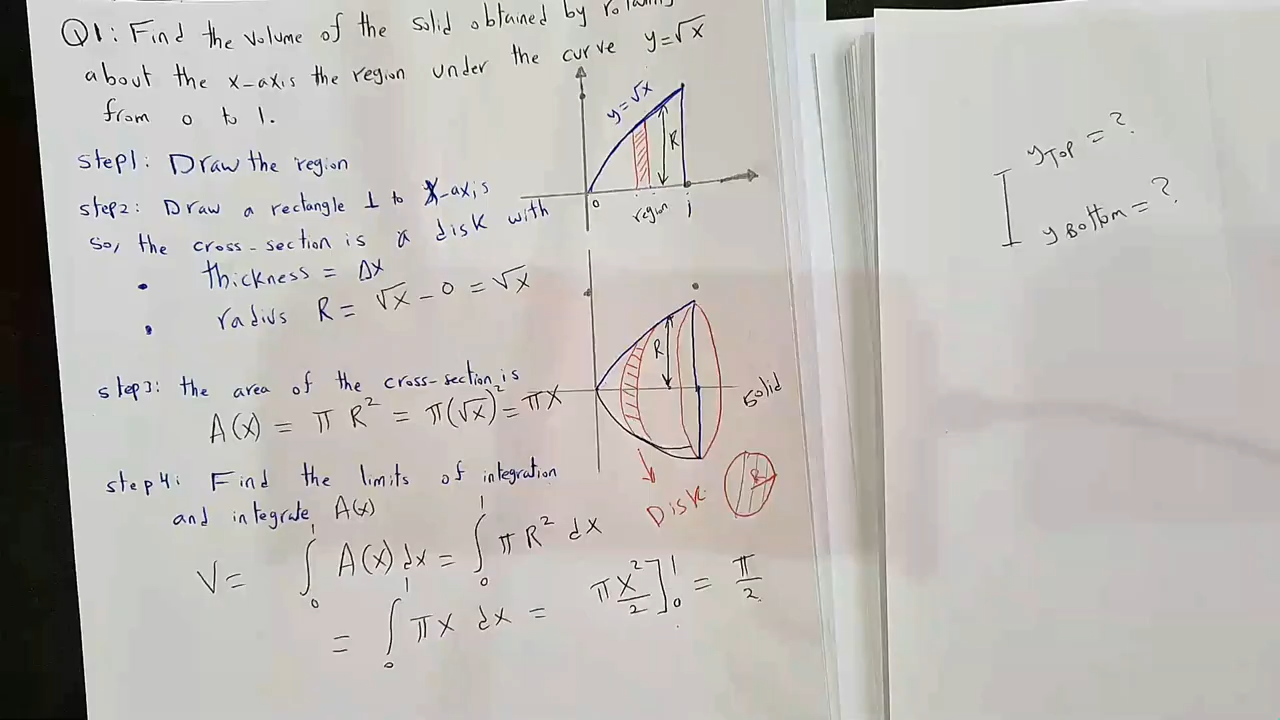 Q1: Find the volume of the solid obtained by rotating
about the x-axis the region under the curve y=√x
from 0 to 1.
step1: Draw the region
step2: Draw a rectangle ⊥ to X-axis
so, the cross-section is a disk with
• thickness = Δx
• radius R = √x - 0 = √x
step3: the area of the cross-section is
A(x) = π R² = π(√x)² = πx
step4: Find the limits of integration
and integrate A(x)
V = ∫₀¹ A(x) dx = ∫₀¹ π R² dx
= ∫₀¹ πx dx = πx²/2]₀¹ = π/2.
y=√x
R
0
region
1
R
solid
Disk
R
yTop = ?
yBottom = ?